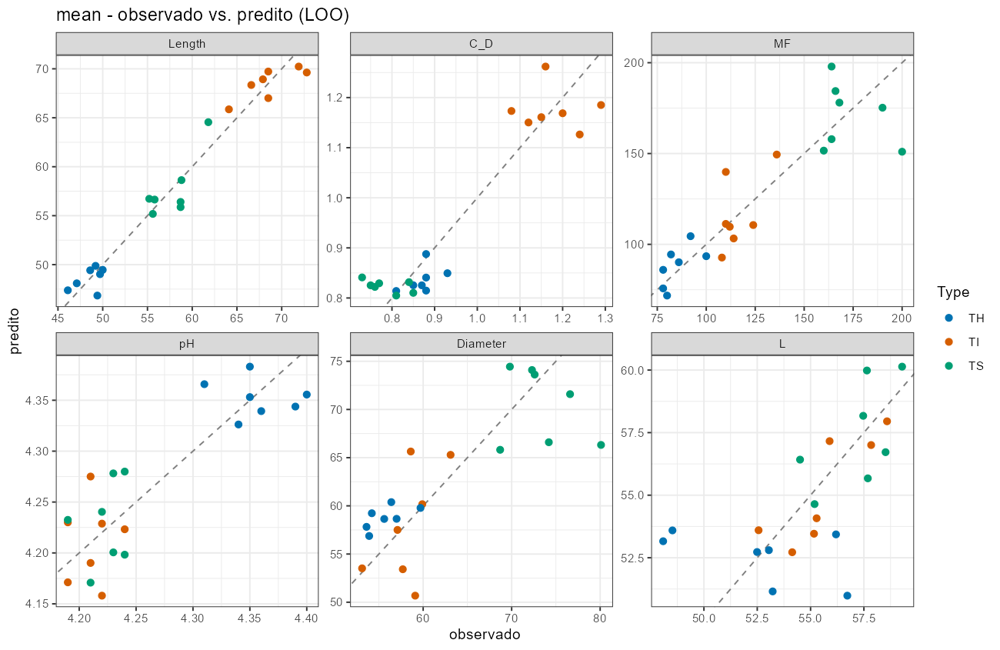 mean - observado vs. predito (LOO)
Length C_D MF
70
65
60
55
50
45 50 55 60 65 70
1.2
1.1
1.0
0.9
0.8
0.8 0.9 1.0 1.1 1.2 1.3
200
150
100
75 100 125 150 175 200
predito
pH Diameter L
4.35
4.30
4.25
4.20
4.15
4.20 4.25 4.30 4.35 4.40
75
70
65
60
55
50
60 70 80
60.0
57.5
55.0
52.5
50.0 52.5 55.0 57.5
observado
Type
TH
TI
TS